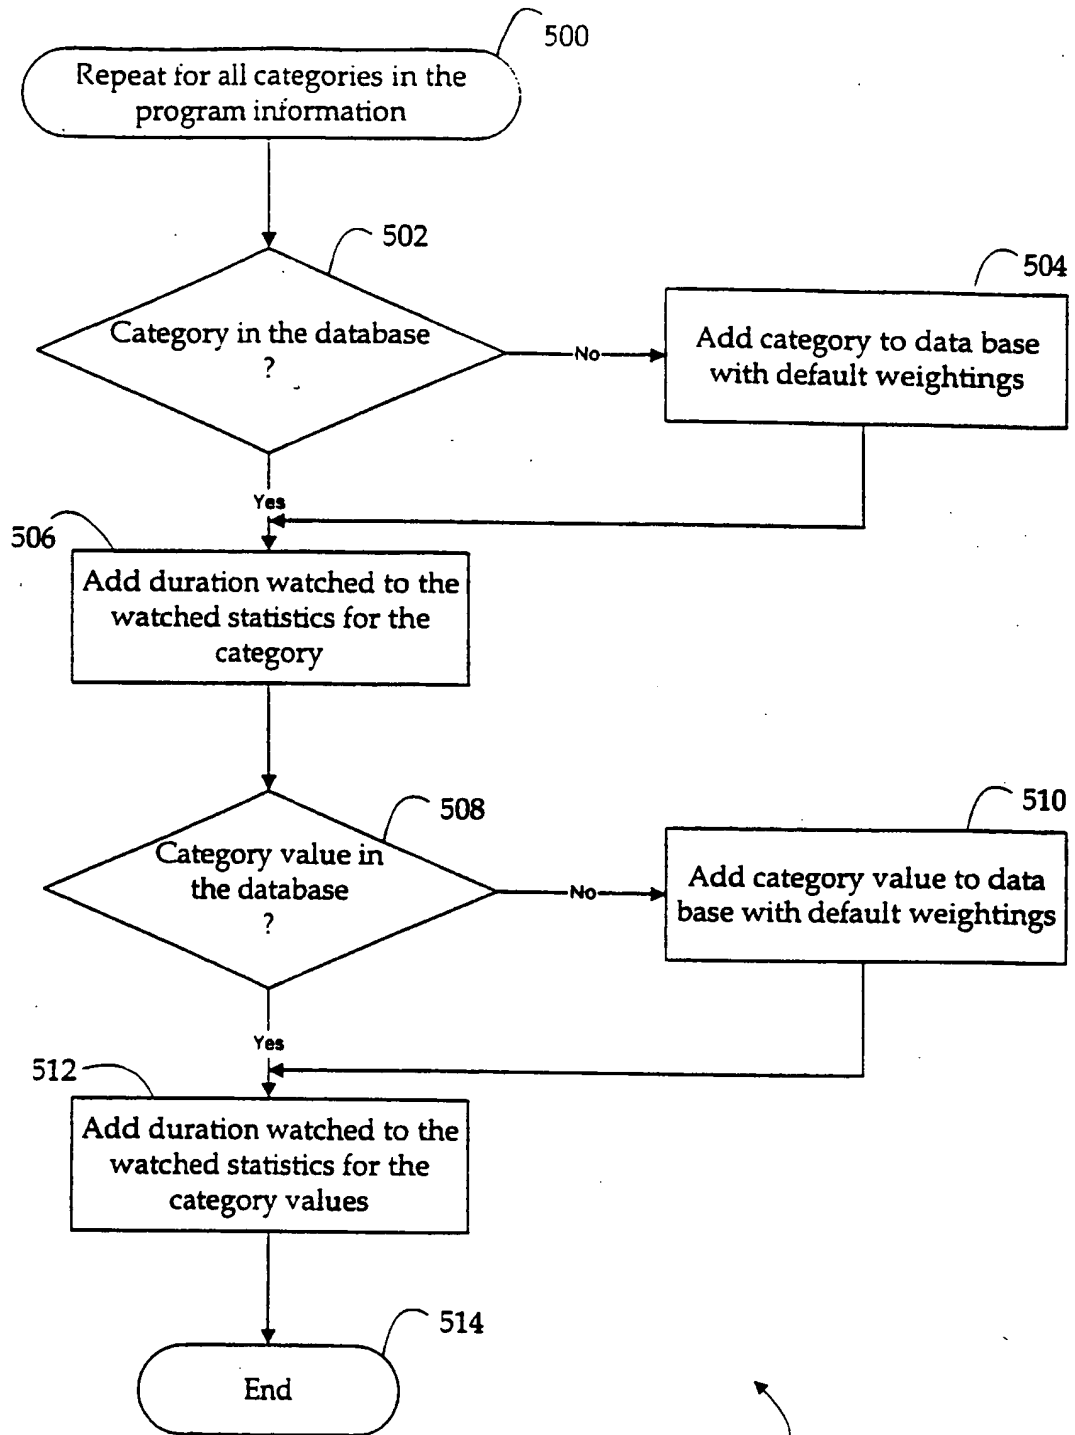 500
Repeat for all categories in the
program information
502
Category in the database
?
No
504
Add category to data base
with default weightings
Yes
506
Add duration watched to the
watched statistics for the
category
508
Category value in
the database
?
No
510
Add category value to data
base with default weightings
Yes
512
Add duration watched to the
watched statistics for the
category values
514
End